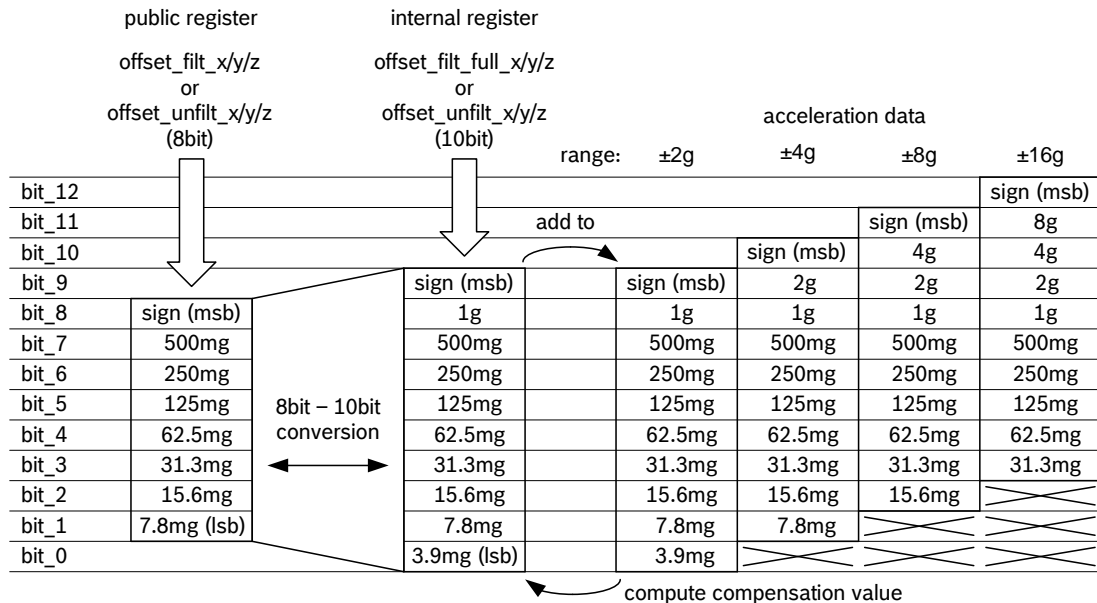 public register
internal register
offset_filt_x/y/z
or
offset_unfilt_x/y/z
(8bit)
offset_filt_full_x/y/z
or
offset_unfilt_x/y/z
(10bit)
acceleration data
range: ±2g ±4g ±8g ±16g
bit_12 sign (msb)
bit_11 add to sign (msb) 8g
bit_10 sign (msb) 4g 4g
bit_9 sign (msb) sign (msb) 2g 2g 2g
bit_8 sign (msb) 1g 1g 1g 1g 1g
bit_7 500mg 500mg 500mg 500mg 500mg 500mg
bit_6 250mg 250mg 250mg 250mg 250mg 250mg
bit_5 125mg 125mg 125mg 125mg 125mg 125mg
bit_4 62.5mg 62.5mg 62.5mg 62.5mg 62.5mg 62.5mg
bit_3 31.3mg 31.3mg 31.3mg 31.3mg 31.3mg 31.3mg
bit_2 15.6mg 15.6mg 15.6mg 15.6mg 15.6mg
bit_1 7.8mg (lsb) 7.8mg 7.8mg 7.8mg
bit_0 3.9mg (lsb) 3.9mg
8bit – 10bit
conversion
compute compensation value